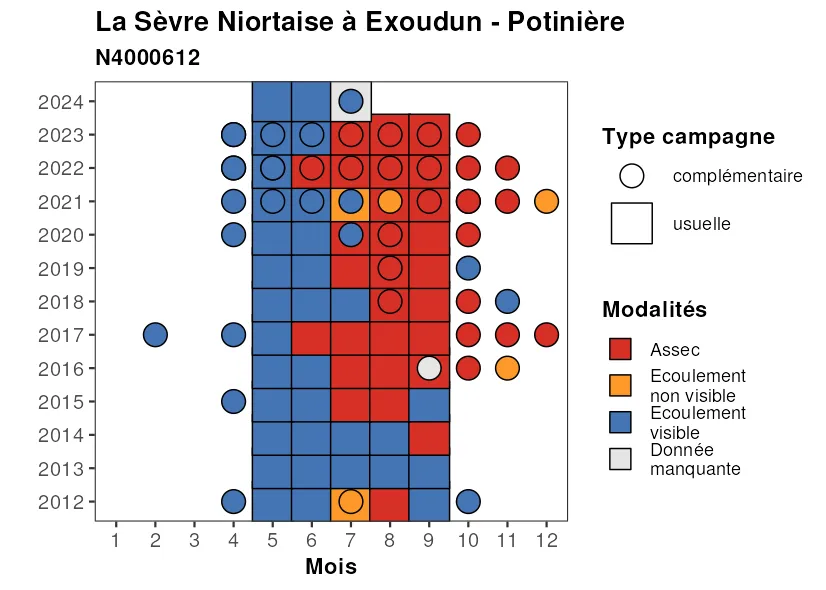 La Sèvre Niortaise à Exoudun - Potinière
N4000612
2024
2023
2022
2021
2020
2019
2018
2017
2016
2015
2014
2013
2012
1 2 3 4 5 6 7 8 9 10 11 12
Mois
Type campagne
complémentaire
usuelle
Modalités
Assec
Ecoulement
non visible
Ecoulement
visible
Donnée
manquante